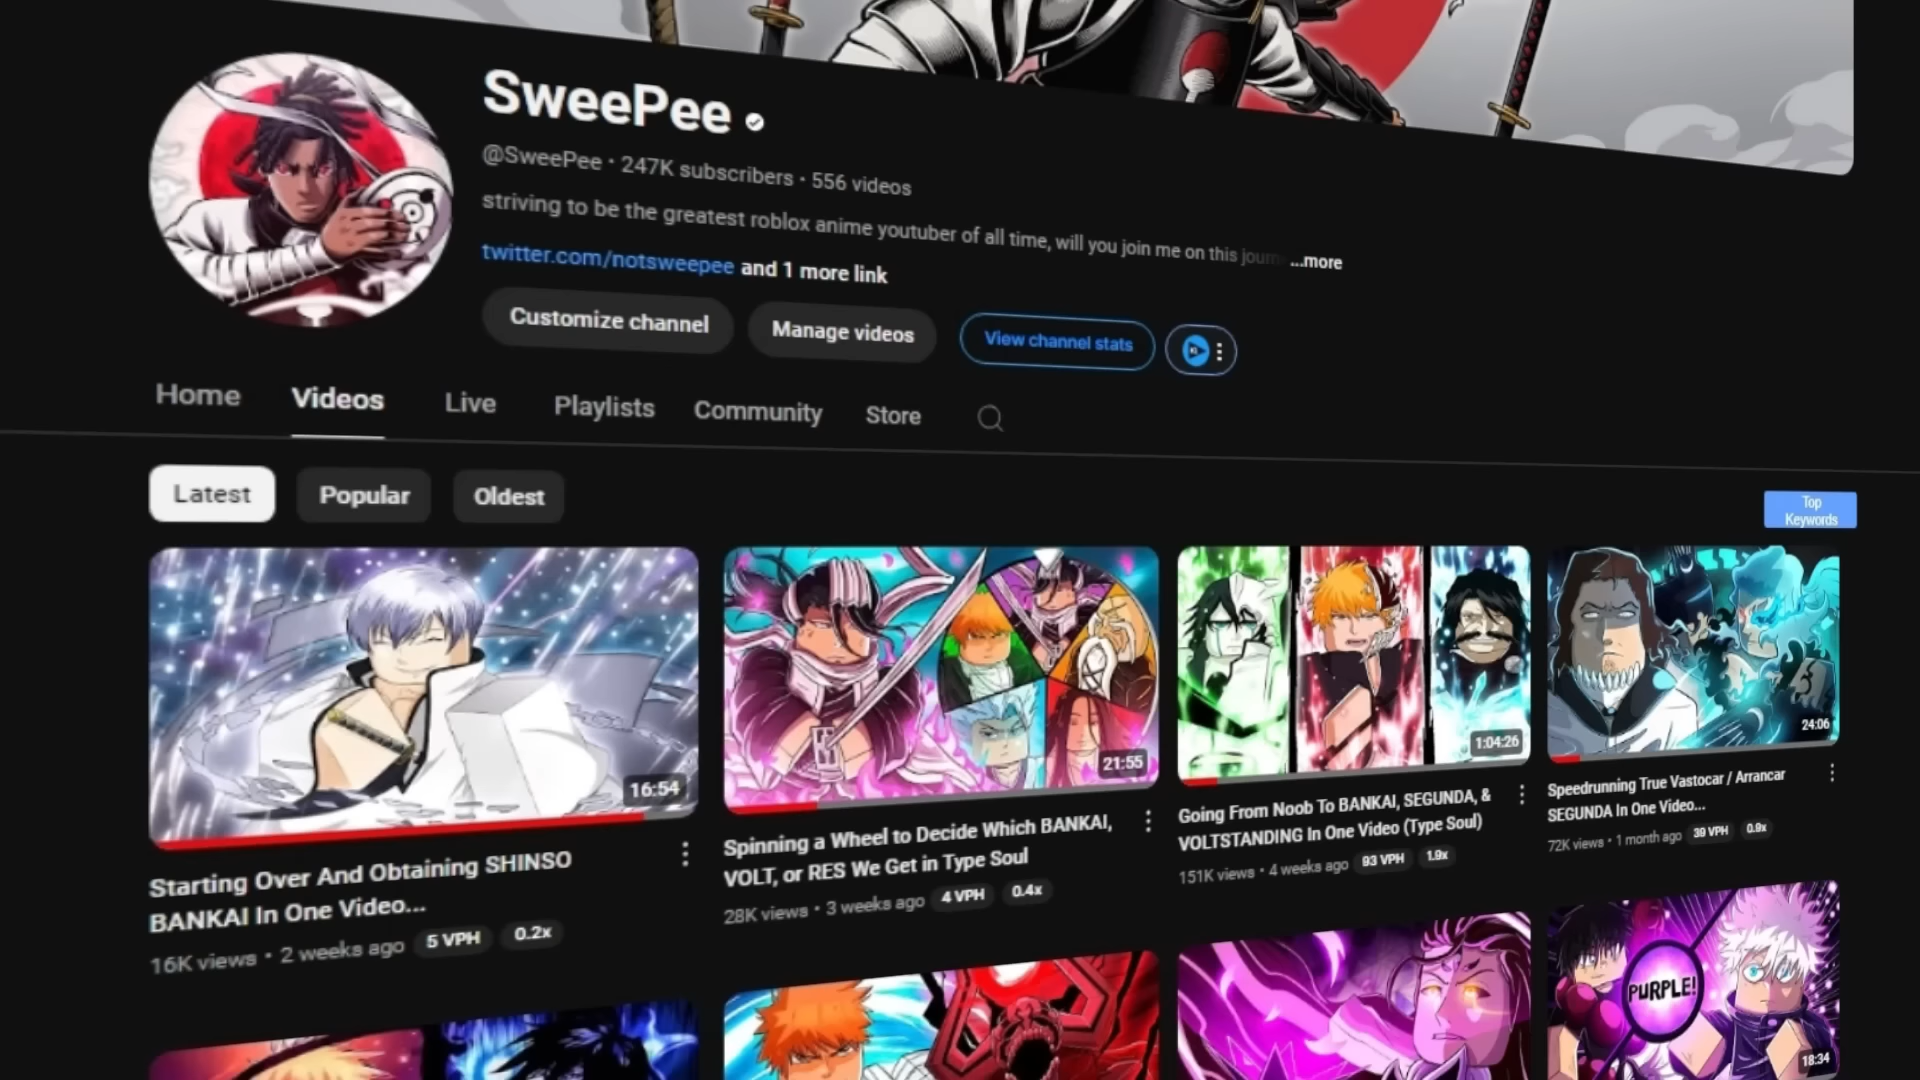 SweePee
@SweePee • 247K subscribers • 556 videos
striving to be the greatest roblox anime youtuber of all time, will you join me on this journ ...more
twitter.com/notsweepee and 1 more link
Customize channel
Manage videos
View channel stats
Home
Videos
Live
Playlists
Community
Store
Latest
Popular
Oldest
Top
Keywords
16:54
21:55
1:04:26
24:06
Starting Over And Obtaining SHINSO
BANKAI In One Video...
16K views • 2 weeks ago 5 VPH 0.2x
Spinning a Wheel to Decide Which BANKAI,
VOLT, or RES We Get in Type Soul
28K views • 3 weeks ago 4 VPH 0.4x
Going From Noob To BANKAI, SEGUNDA, &
VOLTSTANDING In One Video (Type Soul)
151K views • 4 weeks ago 93 VPH 1.9x
Speedrunning True Vastocar / Arrancar
SEGUNDA In One Video...
72K views • 1 month ago 39 VPH 0.9x
PURPLE!
18:34